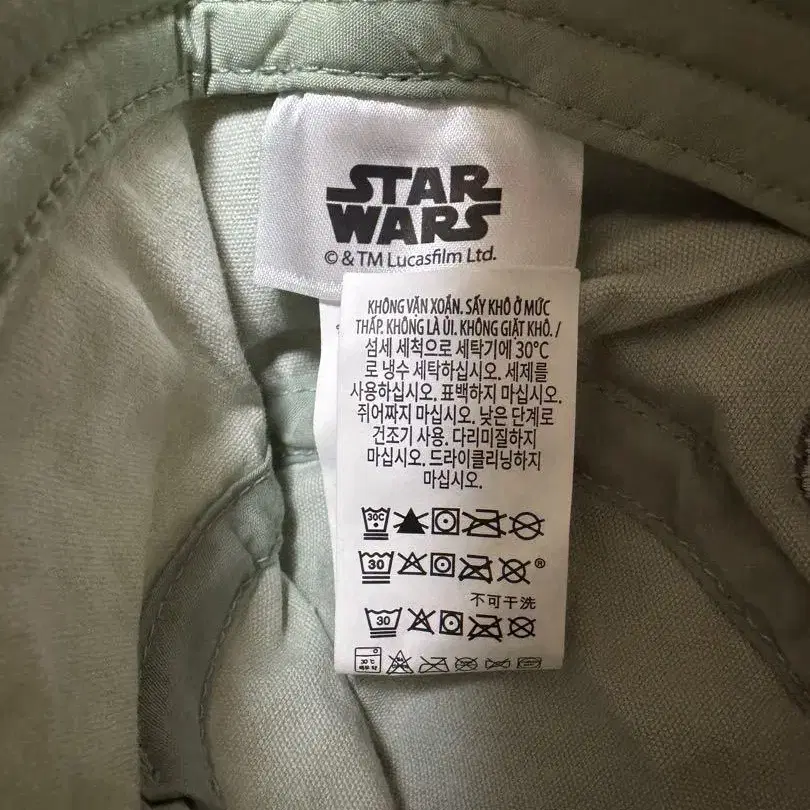 STAR
WARS
© & TM Lucasfilm Ltd.
KHÔNG VẶN XOẮN. SẤY KHÔ Ở MỨC
THẤP. KHÔNG LÀ ỦI. KHÔNG GIẶT KHÔ. /
섬세 세척으로 세탁기에 30°C
로 냉수 세탁하십시오. 세제를
사용하십시오. 표백하지 마십시오.
쥐어짜지 마십시오. 낮은 단계로
건조기 사용. 다리미질하지
마십시오. 드라이클리닝하지
마십시오.
30C
30 ®
不可干洗
30
30℃